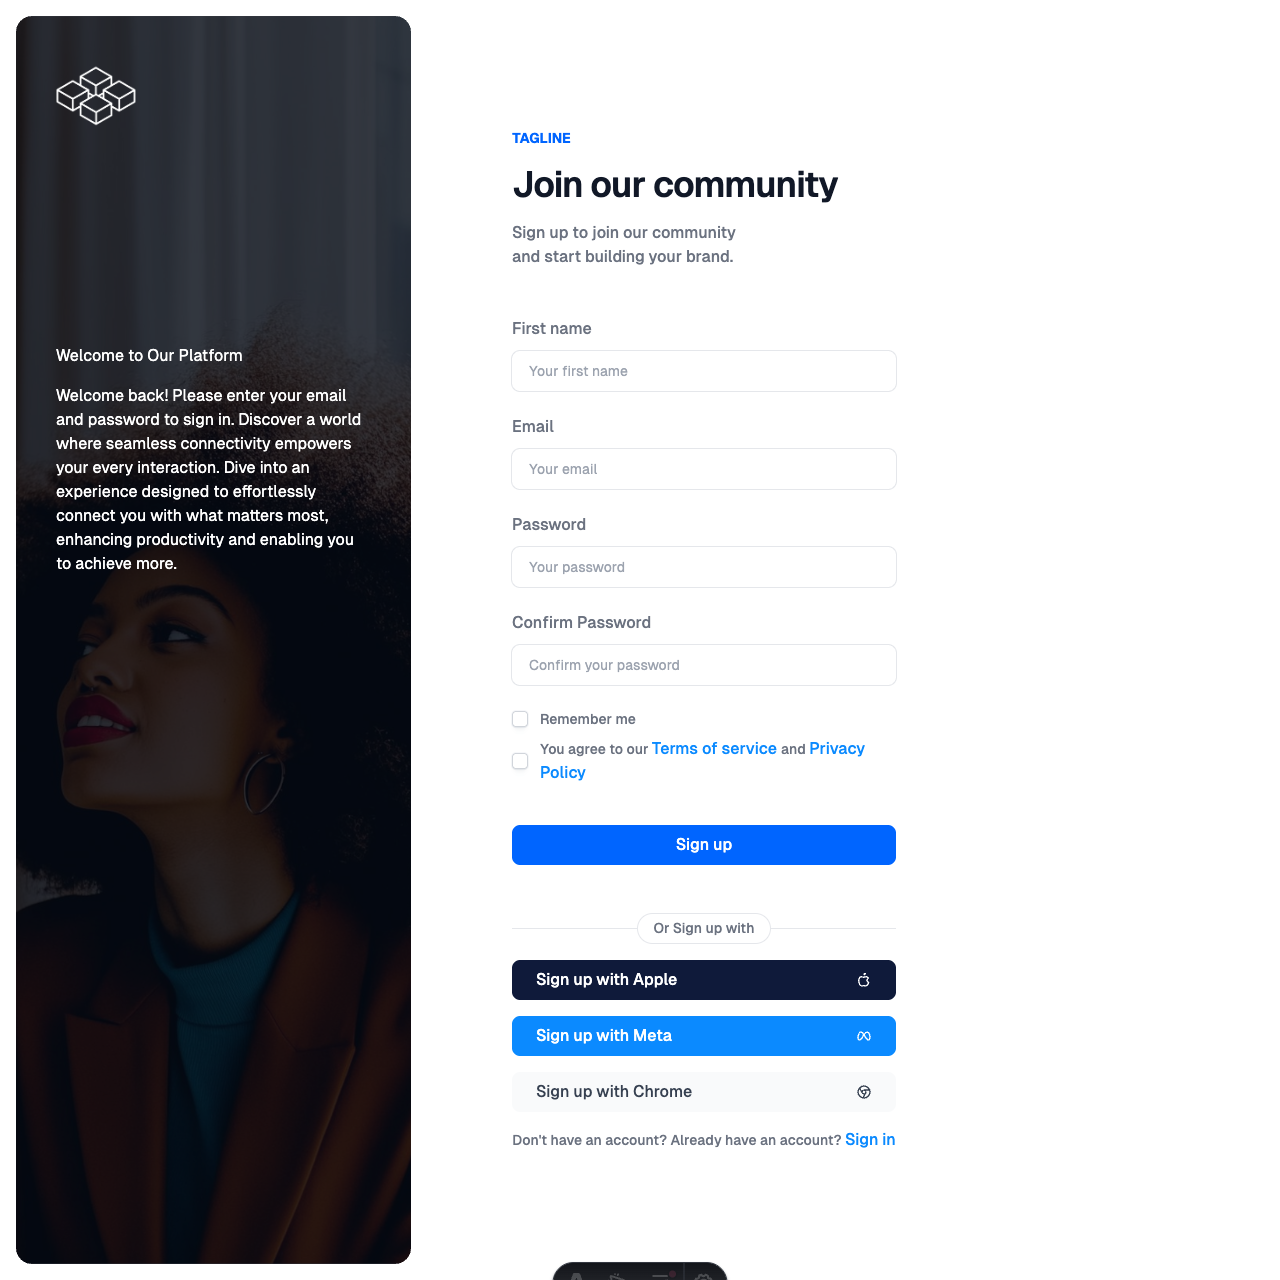 Welcome to Our Platform
Welcome back! Please enter your email
and password to sign in. Discover a world
where seamless connectivity empowers
your every interaction. Dive into an
experience designed to effortlessly
connect you with what matters most,
enhancing productivity and enabling you
to achieve more.
TAGLINE
Join our community
Sign up to join our community
and start building your brand.
First name
Your first name
Email
Your email
Password
Your password
Confirm Password
Confirm your password
Remember me
You agree to our Terms of service and Privacy
Policy
Sign up
Or Sign up with
Sign up with Apple
Sign up with Meta
Sign up with Chrome
Don't have an account? Already have an account? Sign in